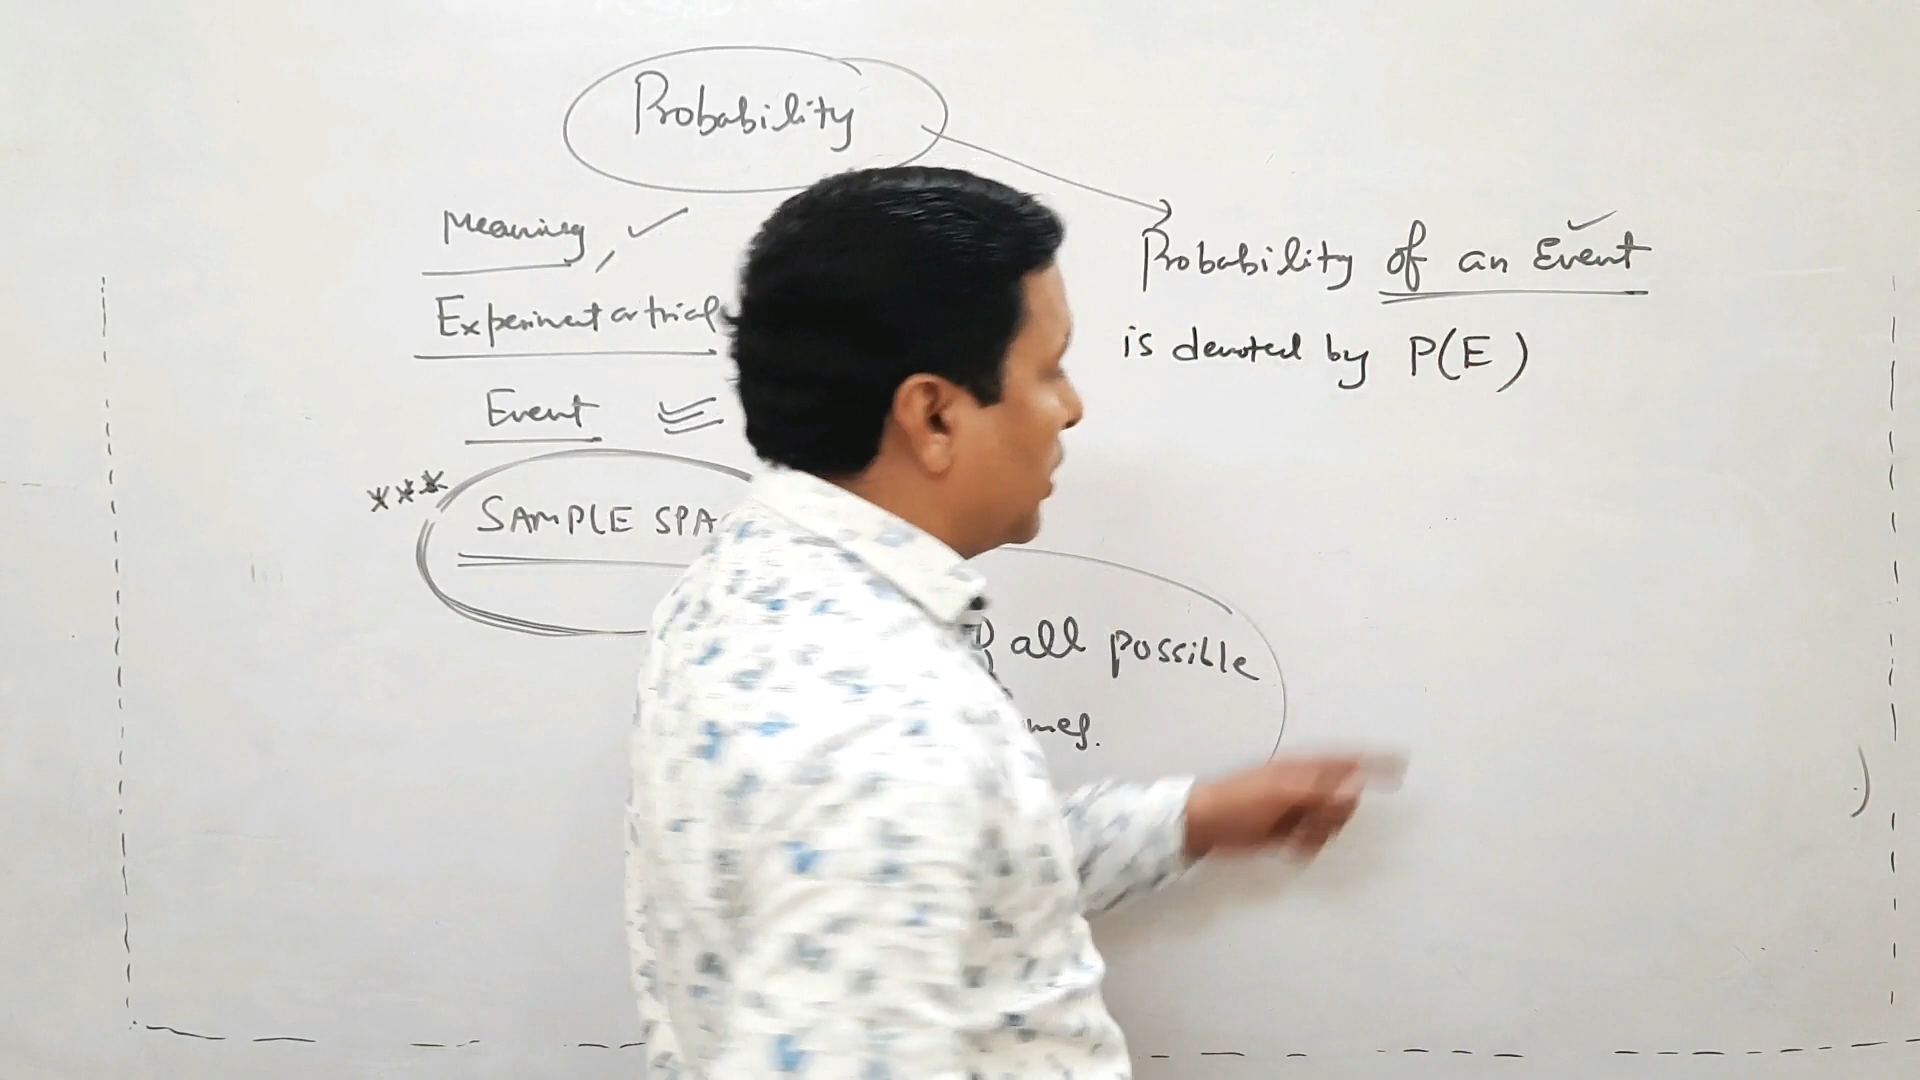 Probability
Meaning,
Experiment or trial
Event
*** SAMPLE SPA
all possible
mes.
Probability of an Event
is denoted by P(E)